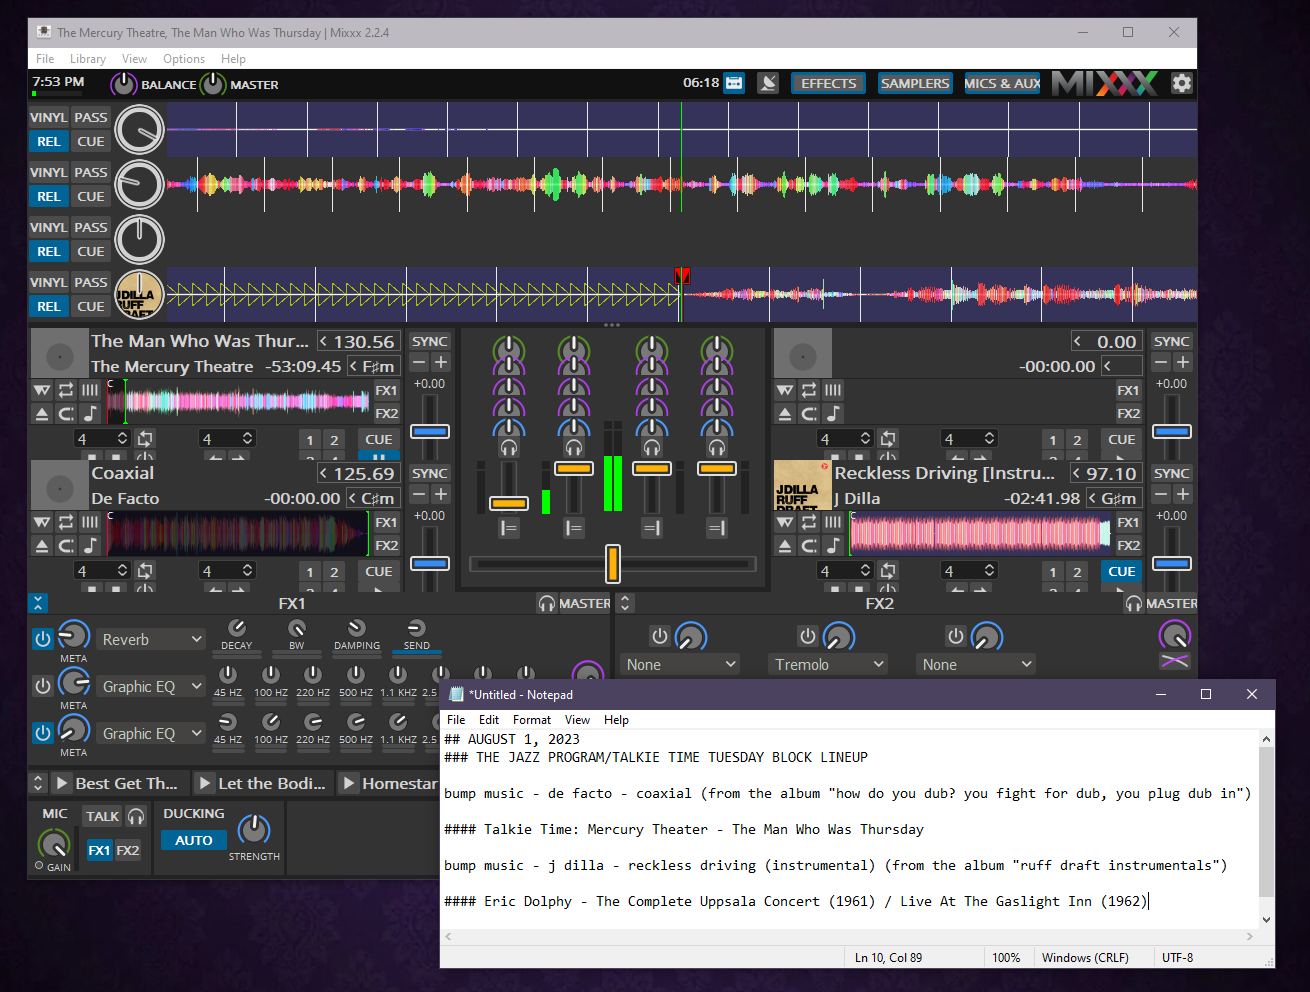 The Mercury Theatre, The Man Who Was Thursday | Mixxx 2.2.4
File Library View Options Help
7:53 PM BALANCE MASTER 06:18 EFFECTS SAMPLERS MICS & AUX MIXXX
VINYL PASS
REL CUE
VINYL PASS
REL CUE
VINYL PASS
REL CUE
VINYL PASS
REL CUE
JDILLA
RUFF
DRAFT
The Man Who Was Thur... < 130.56 SYNC
The Mercury Theatre -53:09.45 < F♯m
+0.00
C FX1
FX2
4 4 1 2 CUE
< 0.00 SYNC
-00:00.00 <
+0.00
FX1
FX2
4 4 1 2 CUE
Coaxial < 125.69 SYNC
De Facto -00:00.00 < C♯m
+0.00
C FX1
FX2
4 4 1 2 CUE
JDILLA
RUFF
DRAFT
Reckless Driving [Instru... < 97.10 SYNC
J Dilla -02:41.98 < G♯m
+0.00
C FX1
FX2
4 4 1 2 CUE
FX1 MASTER
Reverb DECAY BW DAMPING SEND
META
Graphic EQ 45 HZ 100 HZ 220 HZ 500 HZ 1.1 KHZ 2.5
META
Graphic EQ 45 HZ 100 HZ 220 HZ 500 HZ 1.1 KHZ 2.5
META
FX2 MASTER
None Tremolo None
Best Get Th... Let the Bodi... Homestar
MIC TALK DUCKING
AUTO
FX1 FX2
GAIN STRENGTH
*Untitled - Notepad
File Edit Format View Help
## AUGUST 1, 2023
### THE JAZZ PROGRAM/TALKIE TIME TUESDAY BLOCK LINEUP
bump music - de facto - coaxial (from the album "how do you dub? you fight for dub, you plug dub in")
#### Talkie Time: Mercury Theater - The Man Who Was Thursday
bump music - j dilla - reckless driving (instrumental) (from the album "ruff draft instrumentals")
#### Eric Dolphy - The Complete Uppsala Concert (1961) / Live At The Gaslight Inn (1962)
Ln 10, Col 89 100% Windows (CRLF) UTF-8